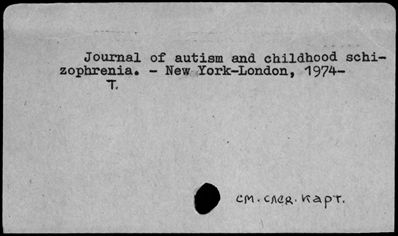 Journal of autism and childhood schi-
zophrenia. - New York-London, 1974-
T.
см. след. карт.